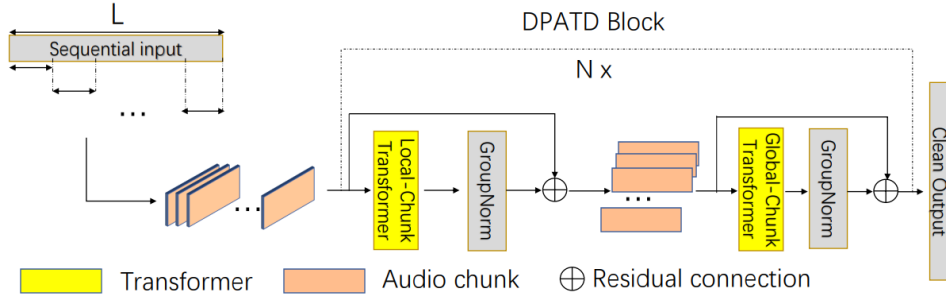 L
DPATD Block
Sequential input
N x
...
Local-Chunk
Transformer
GroupNorm
...
Global-Chunk
Transformer
GroupNorm
Clean Output
...
Transformer
Audio chunk
Residual connection